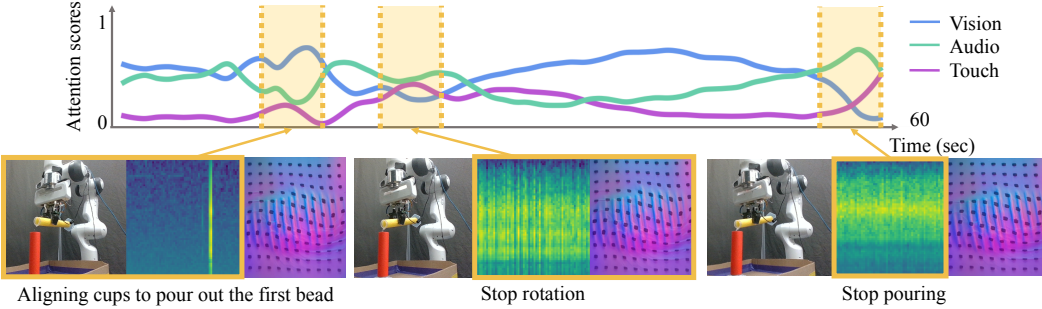 Attention scores
1
0
Vision
Audio
Touch
60
Time (sec)
Aligning cups to pour out the first bead
Stop rotation
Stop pouring